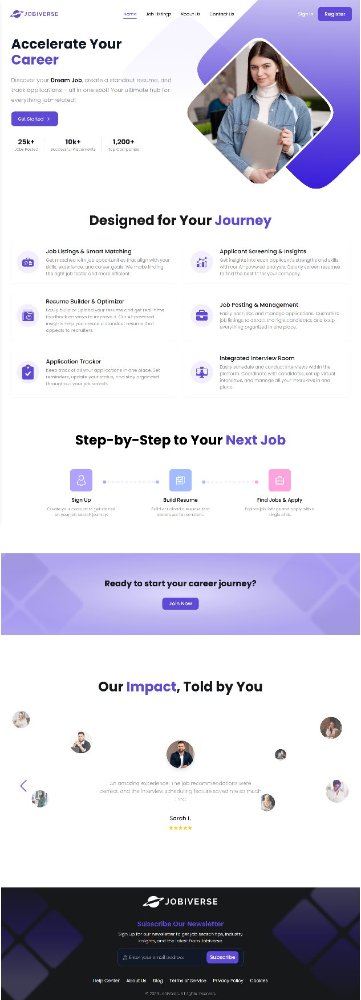 JOBIVERSE
Home
Job Listings
About Us
Contact Us
Sign in
Register
Accelerate Your
Career
Discover your Dream Job, create a standout resume, and
track applications – all in one spot! Your ultimate hub for
everything job-related!
Get Started
25k+
Jobs Posted
10k+
Successful Placements
1,200+
Top Companies
Designed for Your Journey
Job Listings & Smart Matching
Get matched with job opportunities that align with your
skills, experience, and career goals. We make finding
the right job faster and more efficient.
Applicant Screening & Insights
Get insights into each applicant's strengths and skills
with our AI-powered analysis. Quickly screen resumes
to find the best fit for your company.
Resume Builder & Optimizer
Easily build or upload your resume and get real-time
feedback on ways to improve it. Our AI-powered
insights help you create a standout resume that
appeals to recruiters.
Job Posting & Management
Easily post jobs and manage applications. Customize
job listings to attract the right candidates and keep
everything organized in one place.
Application Tracker
Keep track of all your applications in one place. Set
reminders, update your status, and stay organized
throughout your job search.
Integrated Interview Room
Easily schedule and conduct interviews within the
platform. Coordinate with candidates, set up virtual
interviews, and manage all your interviews in one
place.
Step-by-Step to Your Next Job
Sign Up
Create your account to get started
on your job search journey.
Build Resume
Build or upload a resume that
stands out to recruiters.
Find Jobs & Apply
Explore job listings and apply with a
single click.
Ready to start your career journey?
Join Now
Our Impact, Told by You
An amazing experience! The job recommendations were
perfect, and the interview scheduling feature saved me so much
time.
Sarah L.
JOBIVERSE
Subscribe Our Newsletter
Sign up for our newsletter to get job search tips, industry
insights, and the latest from Jobiverse.
Enter your email address
Subscribe
Help Center
About Us
Blog
Terms of Service
Privacy Policy
Cookies
© 2024 JobiVerse. All rights reserved.